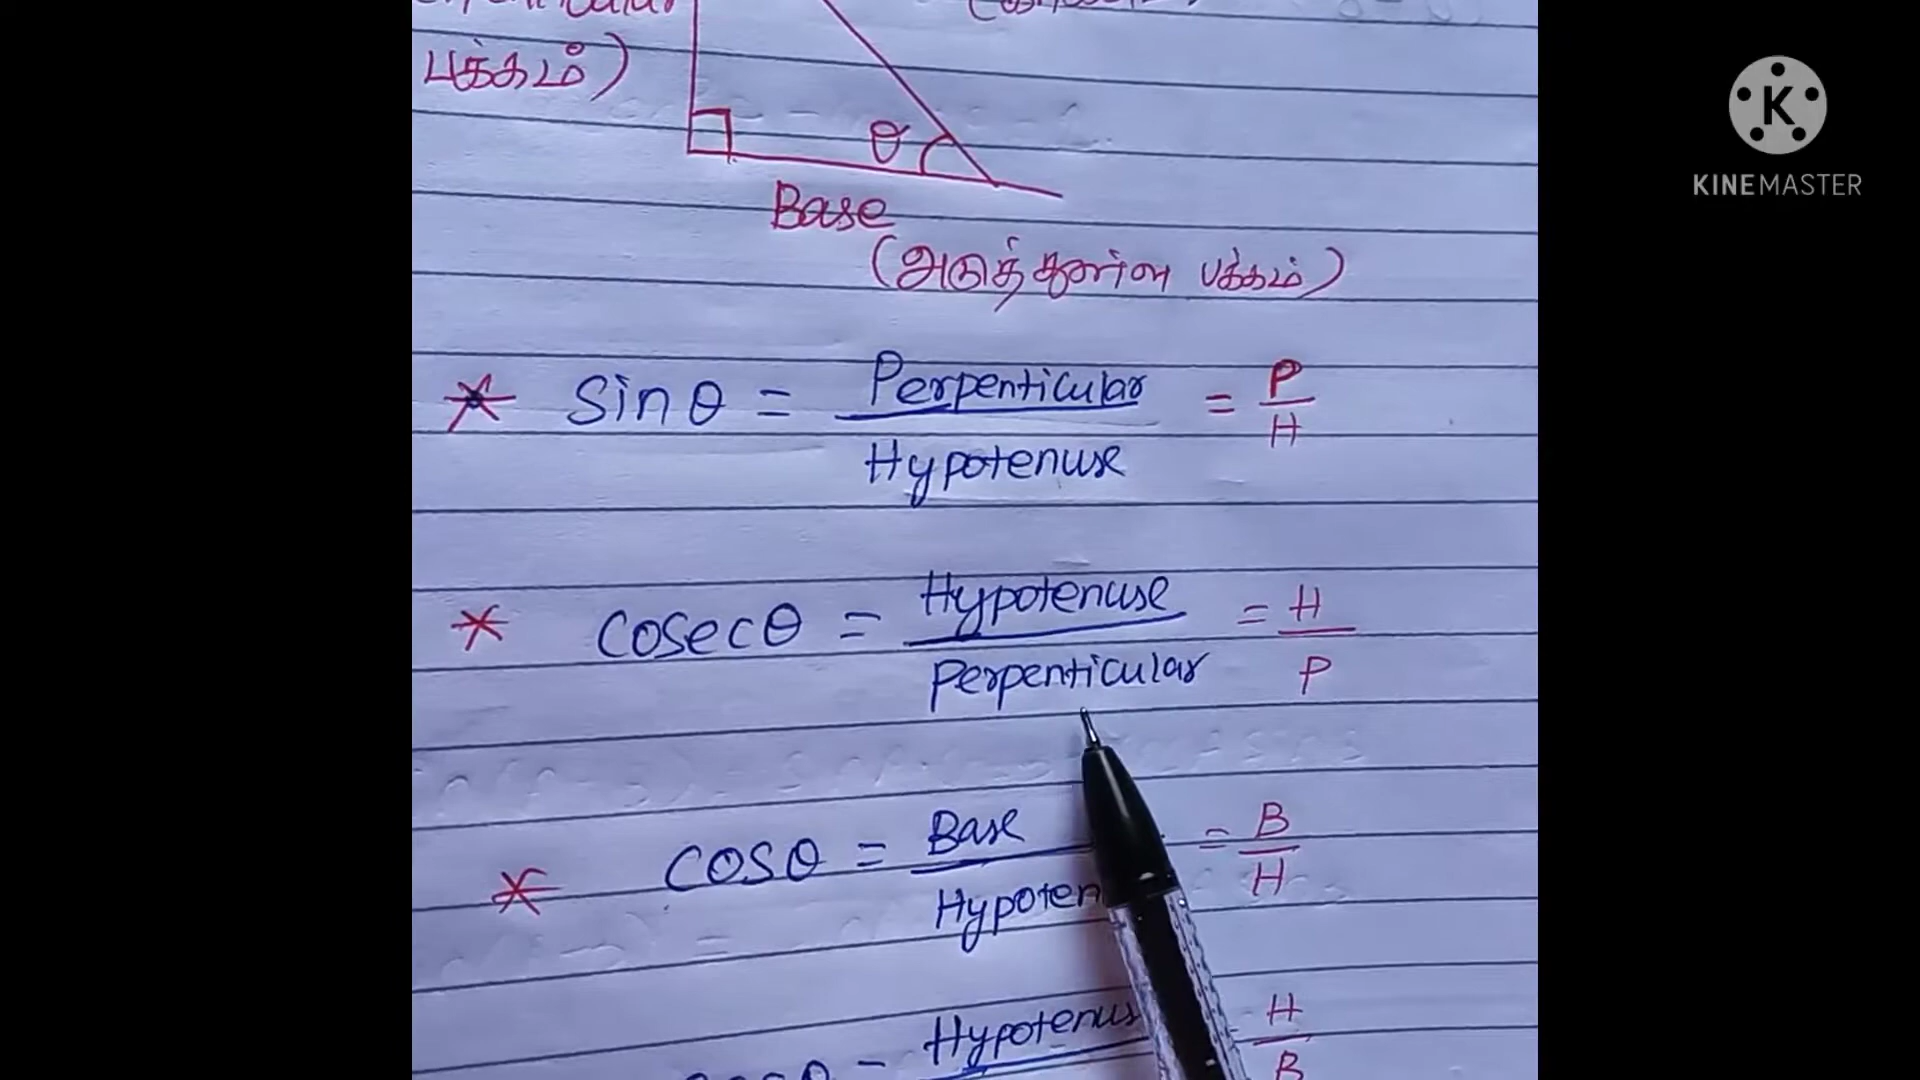 பக்கம்)
θ
Base
(அடுத்துள்ள பக்கம்)
* Sinθ = Perpenticular / Hypotenuse = P / H
* Cosecθ = Hypotenuse / Perpenticular = H / P
* Cosθ = Base / Hypoten = B / H
Hypotenus H / B
K
KINEMASTER